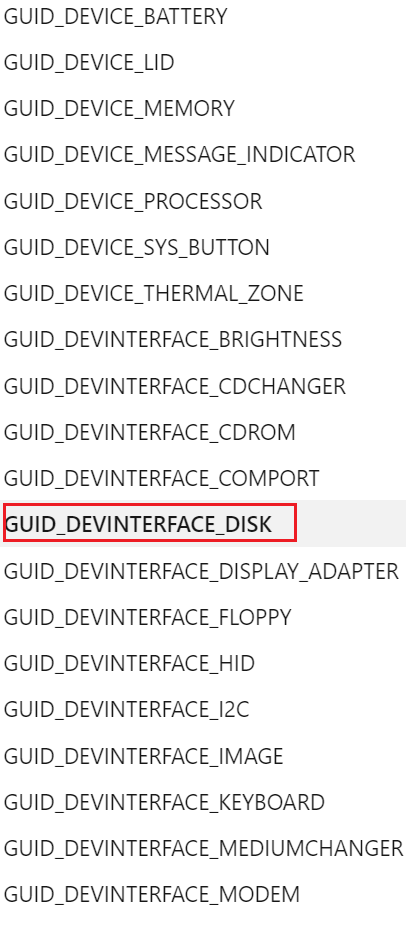 GUID_DEVICE_BATTERY
GUID_DEVICE_LID
GUID_DEVICE_MEMORY
GUID_DEVICE_MESSAGE_INDICATOR
GUID_DEVICE_PROCESSOR
GUID_DEVICE_SYS_BUTTON
GUID_DEVICE_THERMAL_ZONE
GUID_DEVINTERFACE_BRIGHTNESS
GUID_DEVINTERFACE_CDCHANGER
GUID_DEVINTERFACE_CDROM
GUID_DEVINTERFACE_COMPORT
GUID_DEVINTERFACE_DISK
GUID_DEVINTERFACE_DISPLAY_ADAPTER
GUID_DEVINTERFACE_FLOPPY
GUID_DEVINTERFACE_HID
GUID_DEVINTERFACE_I2C
GUID_DEVINTERFACE_IMAGE
GUID_DEVINTERFACE_KEYBOARD
GUID_DEVINTERFACE_MEDIUMCHANGER
GUID_DEVINTERFACE_MODEM